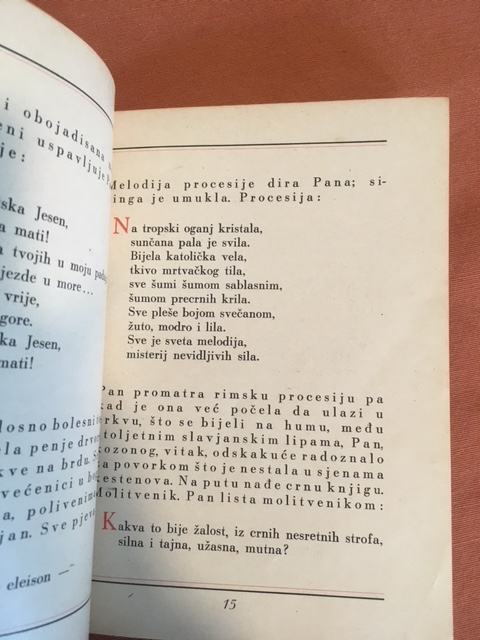 i obojadisana
eni uspavljuje
je:
ska Jesen,
a mati!
a tvojih u moju
jezde u more...
vrije,
gore.
ka Jesen,
mati!
losno bolesni
ela penje drvo
kve na brdu.
većenici u
a, polivenim
jan. Sve
eleison —
Melodija procesije dira Pana; si-
inga je umukla. Procesija:
Na tropski oganj kristala,
sunčana pala je svila.
Bijela katolička vela,
tkivo mrtvačkog tila,
sve šumi šumom sablasnim,
šumom precrnih krila.
Sve pleše bojom svečanom,
žuto, modro i lila.
Sve je sveta melodija,
misterij nevidljivih sila.
Pan promatra rimsku procesiju pa
kad je ona već počela da ulazi u
crkvu, što se bijeli na humu, među
stoljetnim slavjanskim lipama, Pan,
kozonog, vitak, odskakuće radoznalo
za povorkom što je nestala u sjenama
kestenova. Na putu nađe crnu knjigu.
Molitvenik. Pan lista molitvenikom:
Kakva to bije žalost, iz crnih nesretnih strofa,
silna i tajna, užasna, mutna?
15